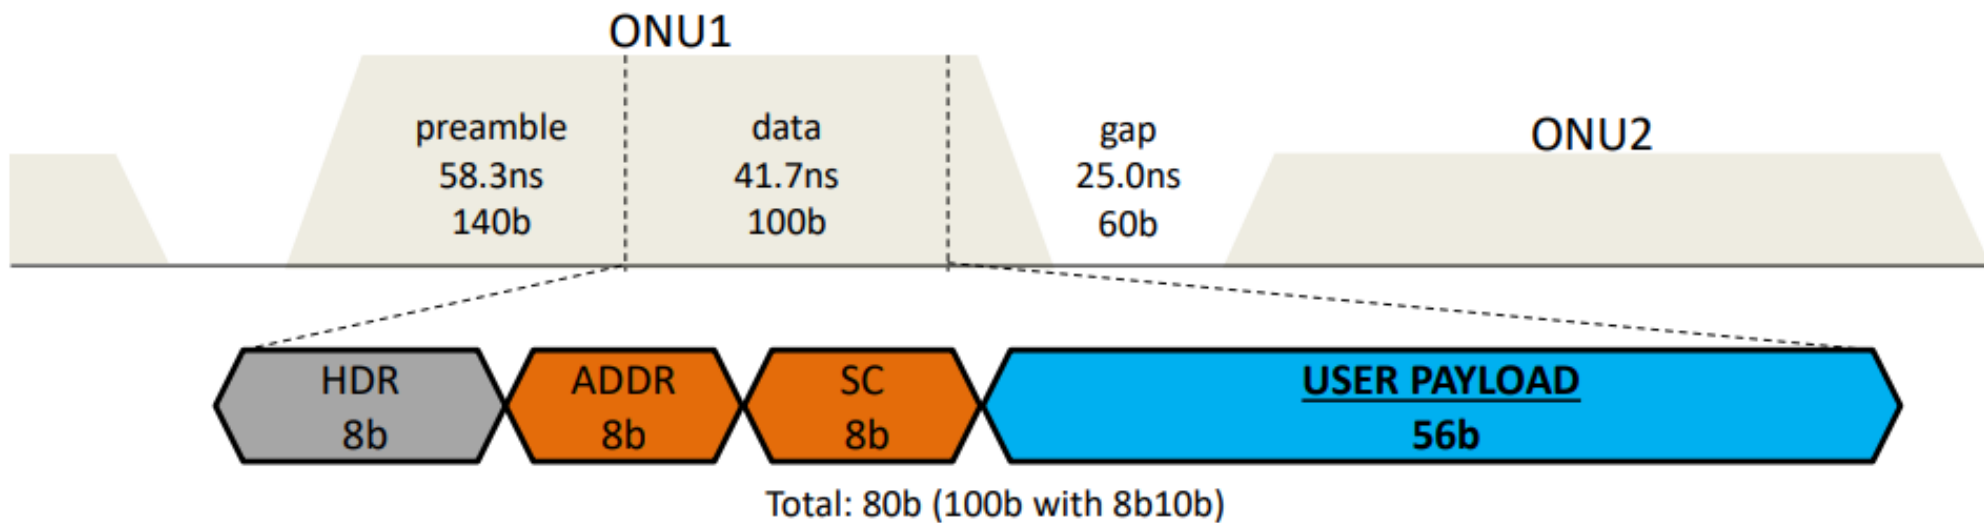 ONU1
preamble
58.3ns
140b
data
41.7ns
100b
gap
25.0ns
60b
ONU2
HDR
8b
ADDR
8b
SC
8b
USER PAYLOAD
56b
Total: 80b (100b with 8b10b)